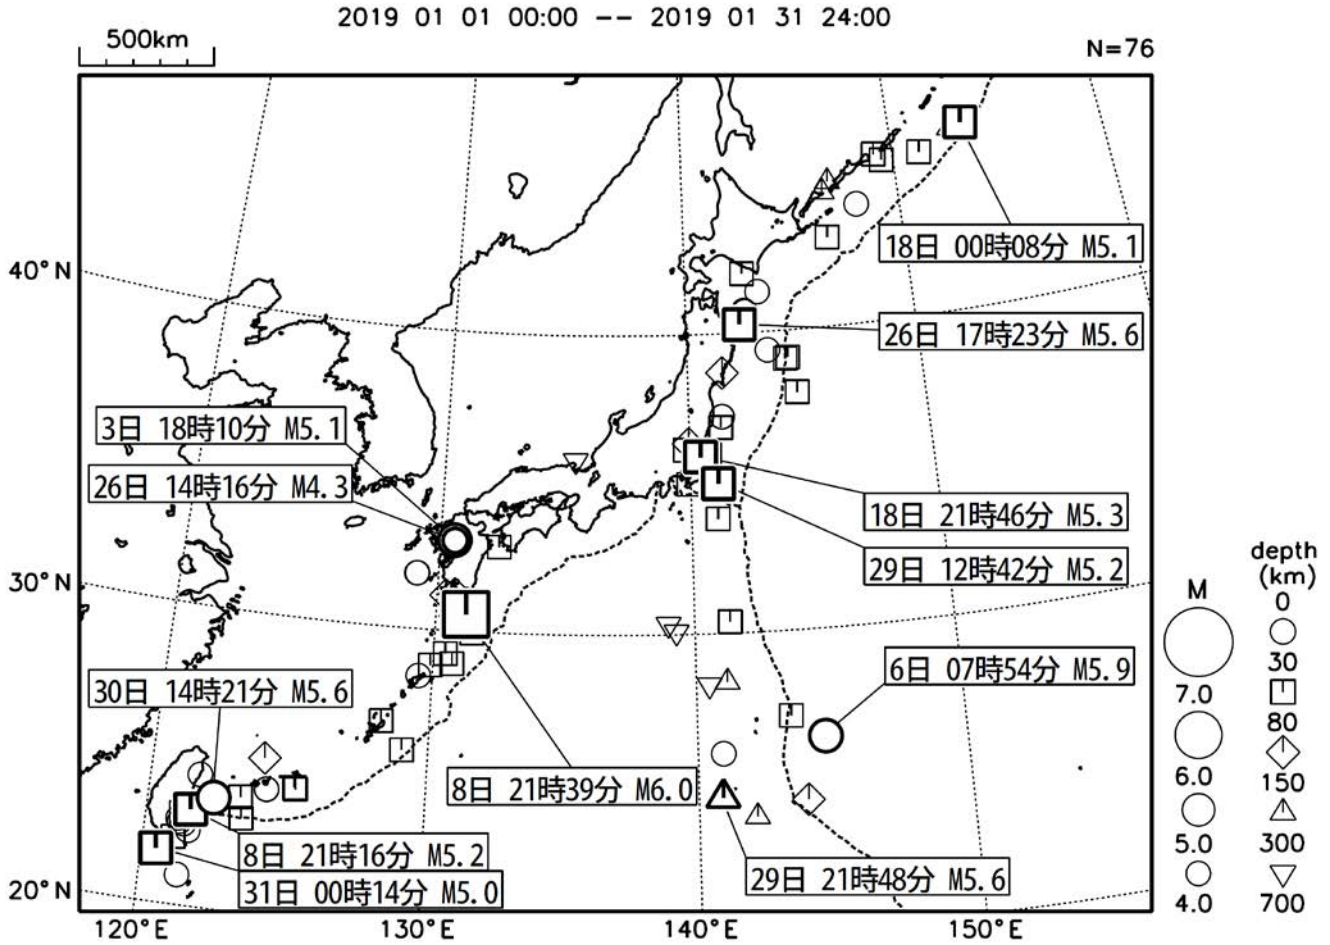 2019 01 01 00:00 -- 2019 01 31 24:00
500km
N=76
18日 00時08分 M5.1
40°N
26日 17時23分 M5.6
3日 18時10分 M5.1
26日 14時16分 M4.3
18日 21時46分 M5.3
29日 12時42分 M5.2
30°N
6日 07時54分 M5.9
30日 14時21分 M5.6
8日 21時39分 M6.0
8日 21時16分 M5.2
29日 21時48分 M5.6
31日 00時14分 M5.0
20°N
120°E
130°E
140°E
150°E
M
7.0
6.0
5.0
4.0
depth
(km)
0
30
80
150
300
700